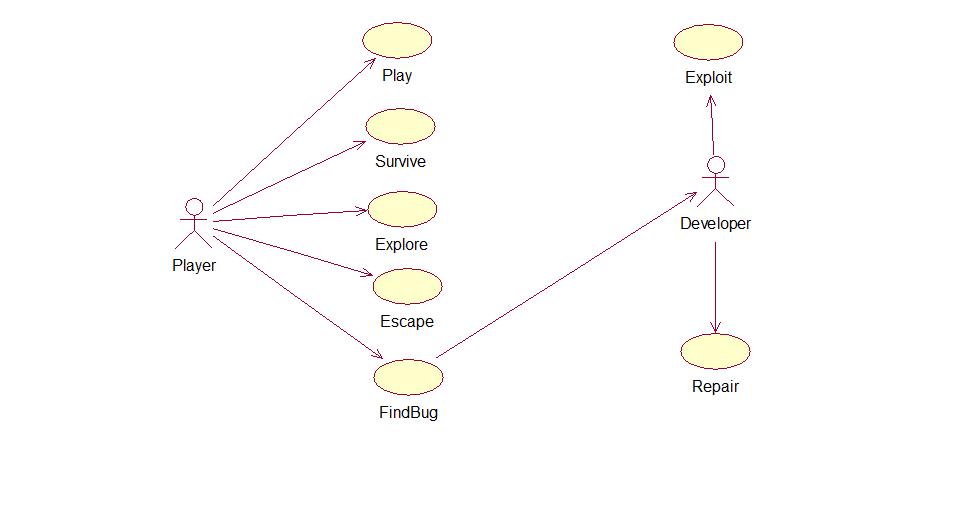 Play
Survive
Explore
Escape
FindBug
Player
Exploit
Developer
Repair